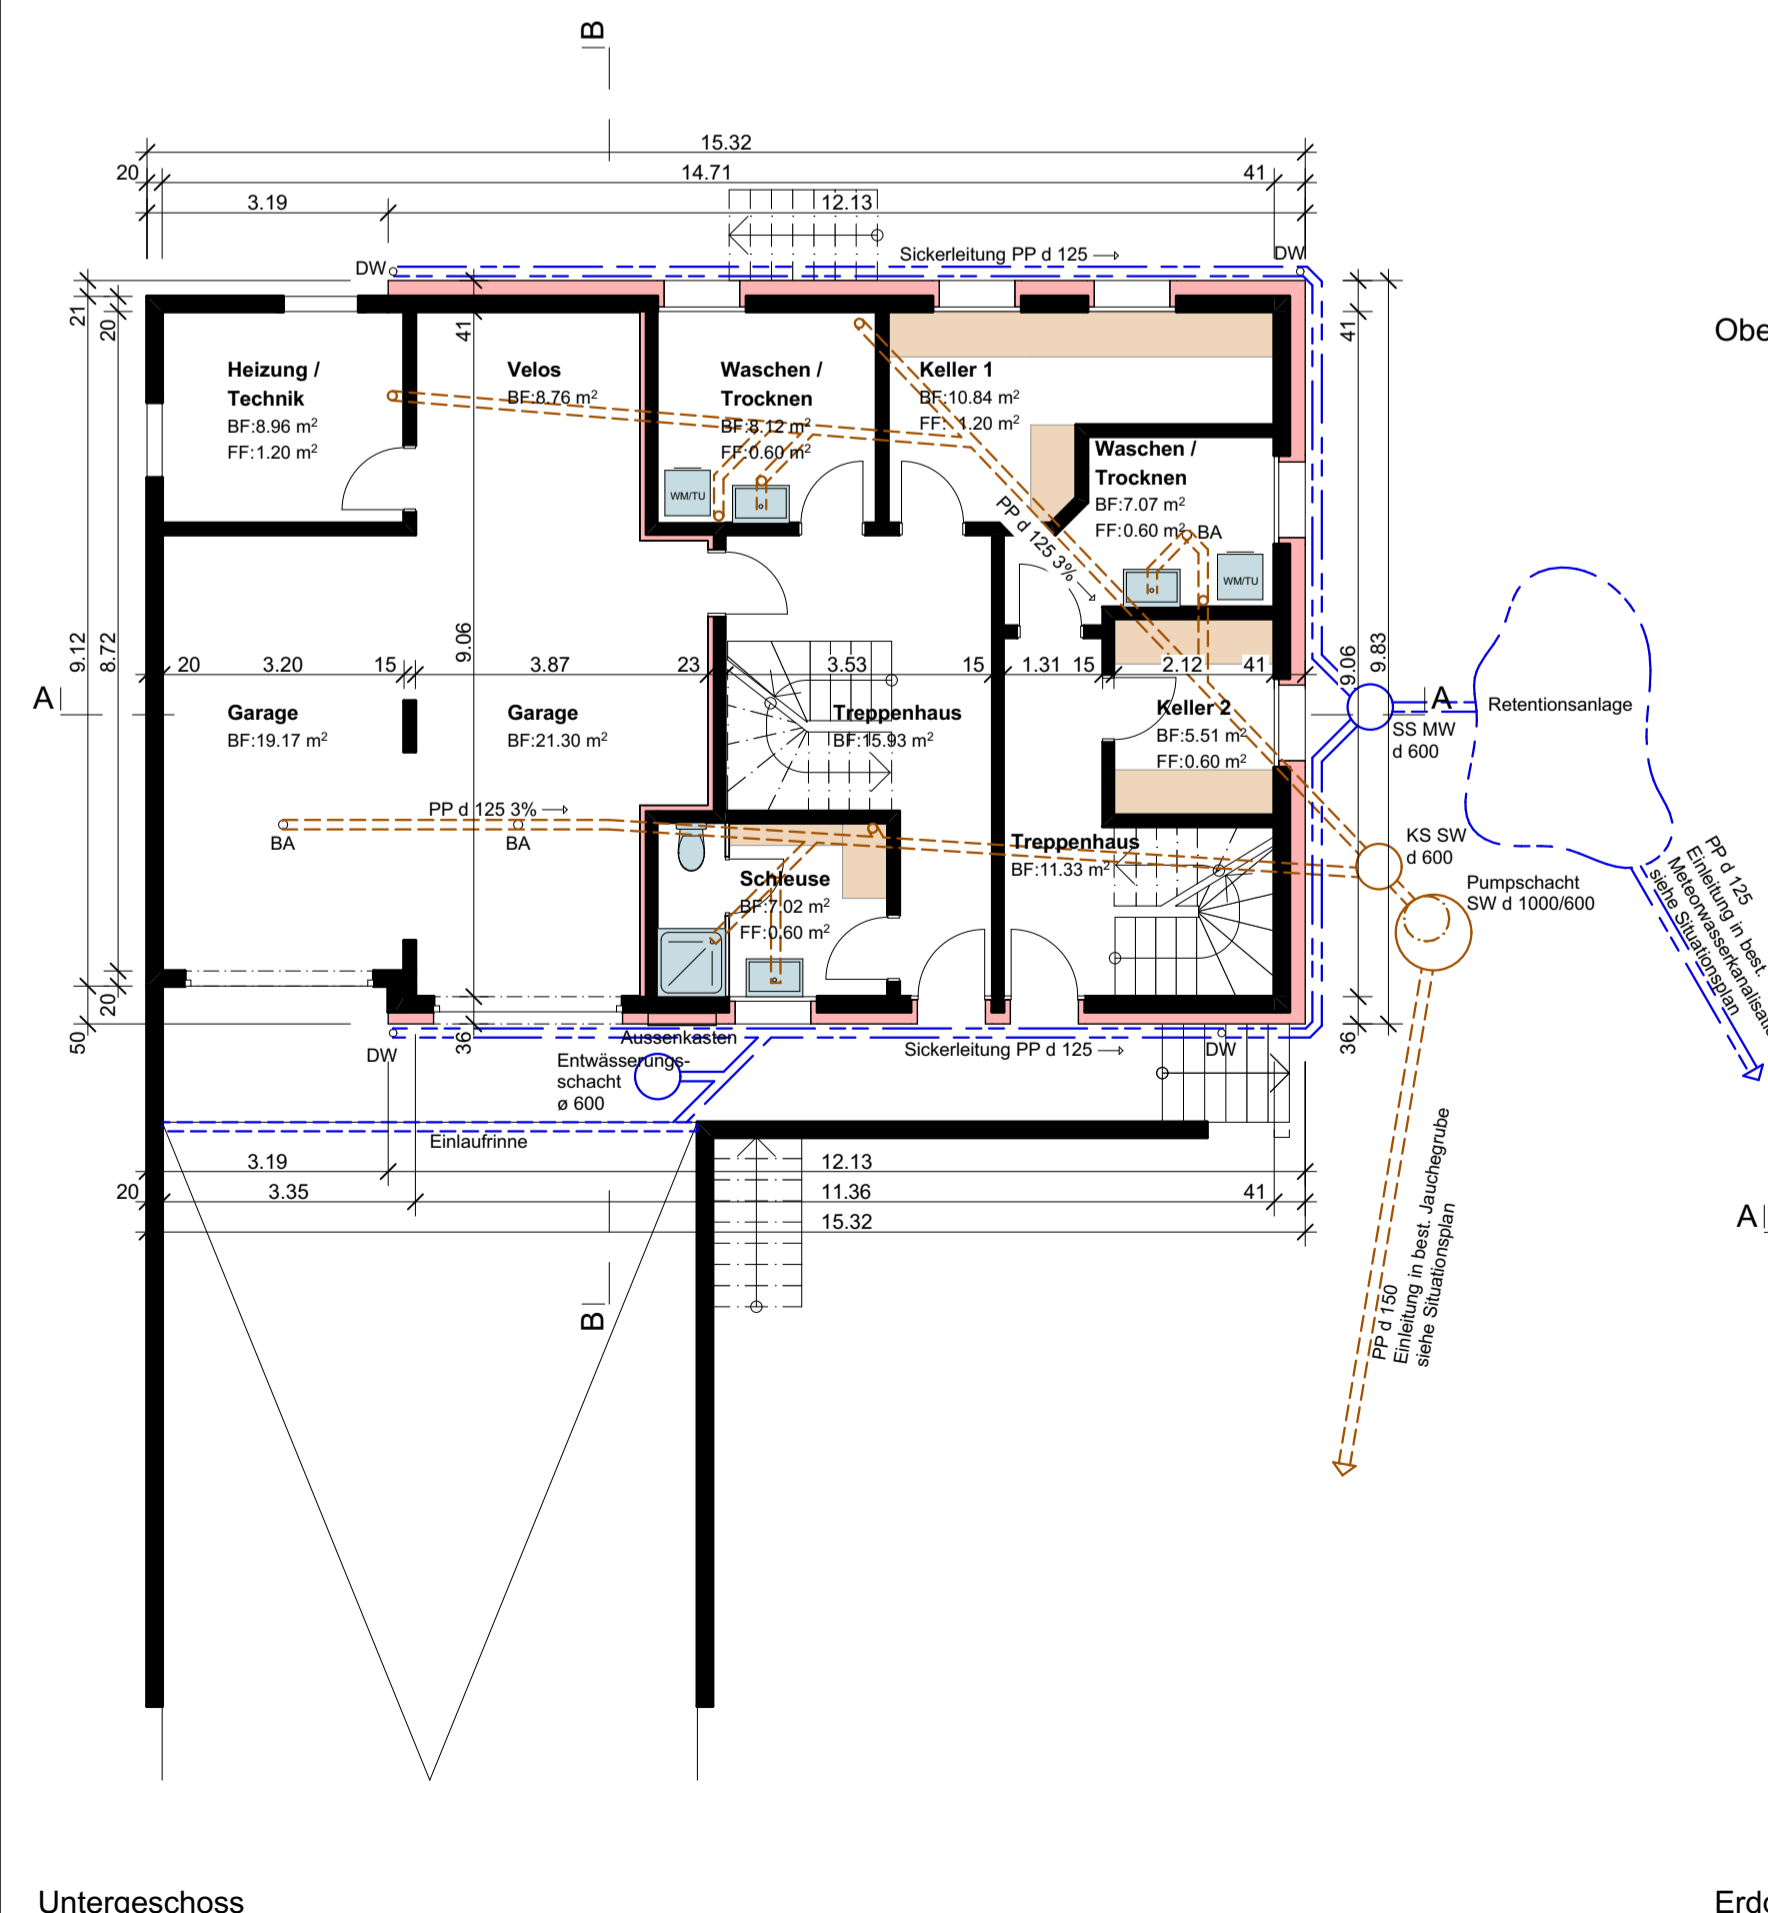 B
15.32
20
14.71
41
3.19
12.13
Sickerleitung PP d 125
DW
DW
21
20
41
41
Obe
Heizung /
Technik
BF:8.96 m²
FF:1.20 m²
Velos
BF:8.76 m²
Waschen /
Trocknen
BF:8.12 m²
FF:0.60 m²
Keller 1
BF:10.84 m²
FF: 1.20 m²
Waschen /
Trocknen
BF:7.07 m²
FF:0.60 m²
BA
WM/TU
WM/TU
PP d 125 3%
9.12
8.72
9.06
9.06
9.83
20
3.20
15
3.87
23
3.53
15
1.31
15
2.12
41
A
A
Garage
BF:19.17 m²
Garage
BF:21.30 m²
Treppenhaus
BF:15.93 m²
Keller 2
BF:5.51 m²
FF:0.60 m²
Retentionsanlage
SS MW
d 600
PP d 125 3%
BA
BA
Schleuse
BF:7.02 m²
FF:0.60 m²
Treppenhaus
BF:11.33 m²
KS SW
d 600
Pumpschacht
SW d 1000/600
PP d 125
Einleitung in best.
Meteorwasserkanalisatio
siehe Situationsplan
50
20
36
36
DW
Aussenkasten
Entwässerungs-
schacht
ø 600
Sickerleitung PP d 125
DW
Einlaufrinne
3.19
12.13
20
3.35
11.36
41
15.32
A
B
PP d 150
Einleitung in best. Jauchegrube
siehe Situationsplan
Untergeschoss
Erdg